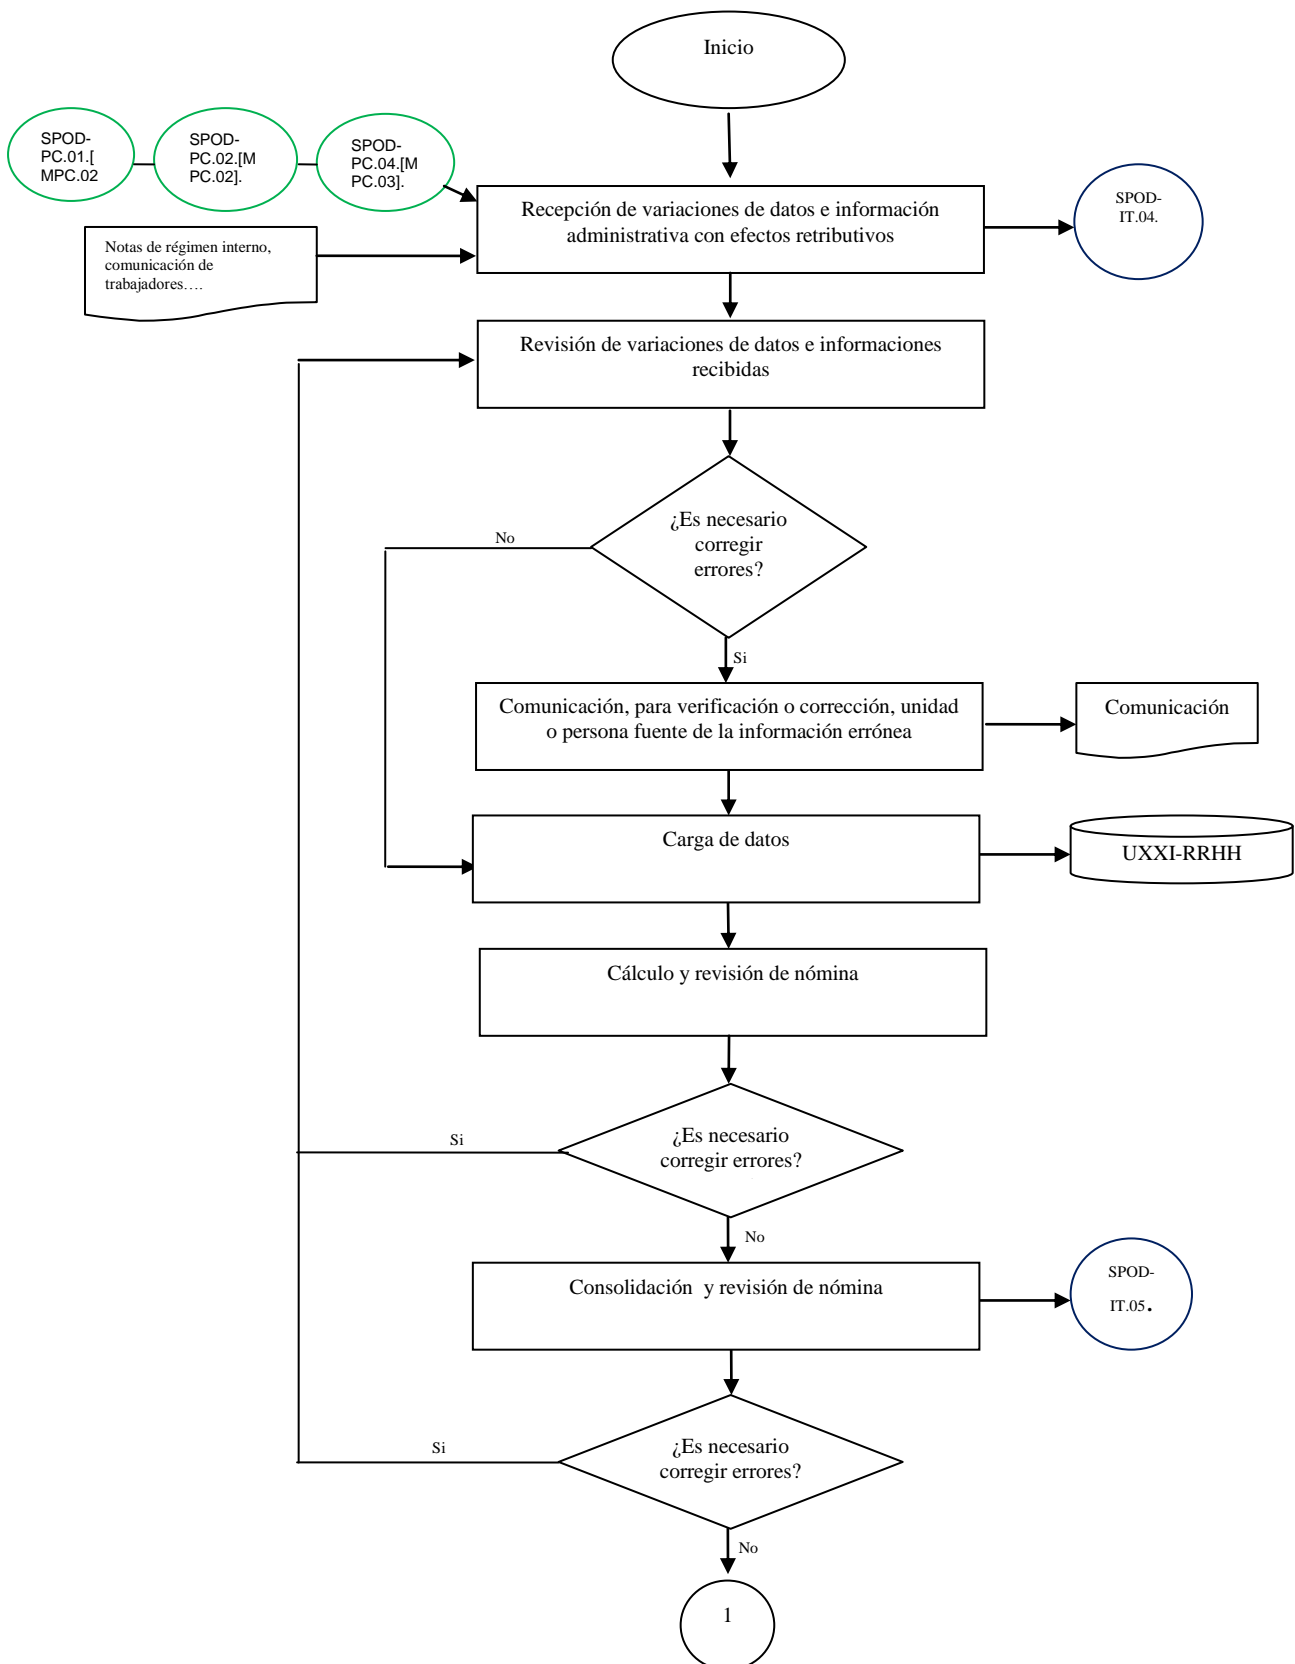 Inicio
SPOD-
PC.01.[
MPC.02
SPOD-
PC.02.[M
PC.02].
SPOD-
PC.04.[M
PC.03].
Recepción de variaciones de datos e información
administrativa con efectos retributivos
SPOD-
IT.04.
Notas de régimen interno,
comunicación de
trabajadores….
Revisión de variaciones de datos e informaciones
recibidas
¿Es necesario
corregir
errores?
No
Si
Comunicación, para verificación o corrección, unidad
o persona fuente de la información errónea
Comunicación
Carga de datos
UXXI-RRHH
Cálculo y revisión de nómina
¿Es necesario
corregir errores?
Si
No
Consolidación  y revisión de nómina
SPOD-
IT.05.
¿Es necesario
corregir errores?
Si
No
1